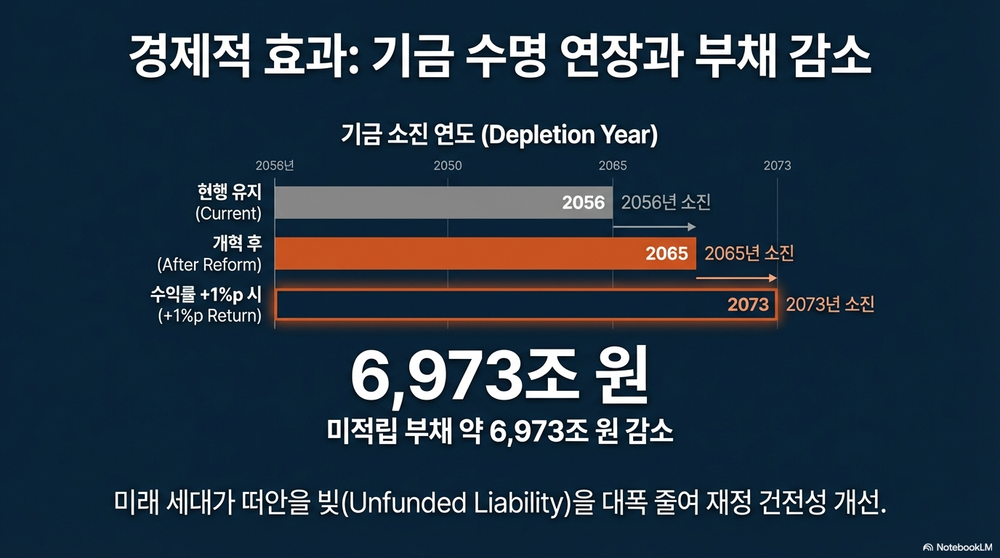 경제적 효과: 기금 수명 연장과 부채 감소
기금 소진 연도 (Depletion Year)
2056년 2050 2065 2073
현행 유지
(Current)
2056 2056년 소진
개혁 후
(After Reform)
2065 2065년 소진
수익률 +1%p 시
(+1%p Return)
2073 2073년 소진
6,973조 원
미적립 부채 약 6,973조 원 감소
미래 세대가 떠안을 빚(Unfunded Liability)을 대폭 줄여 재정 건전성 개선.
NotebookLM